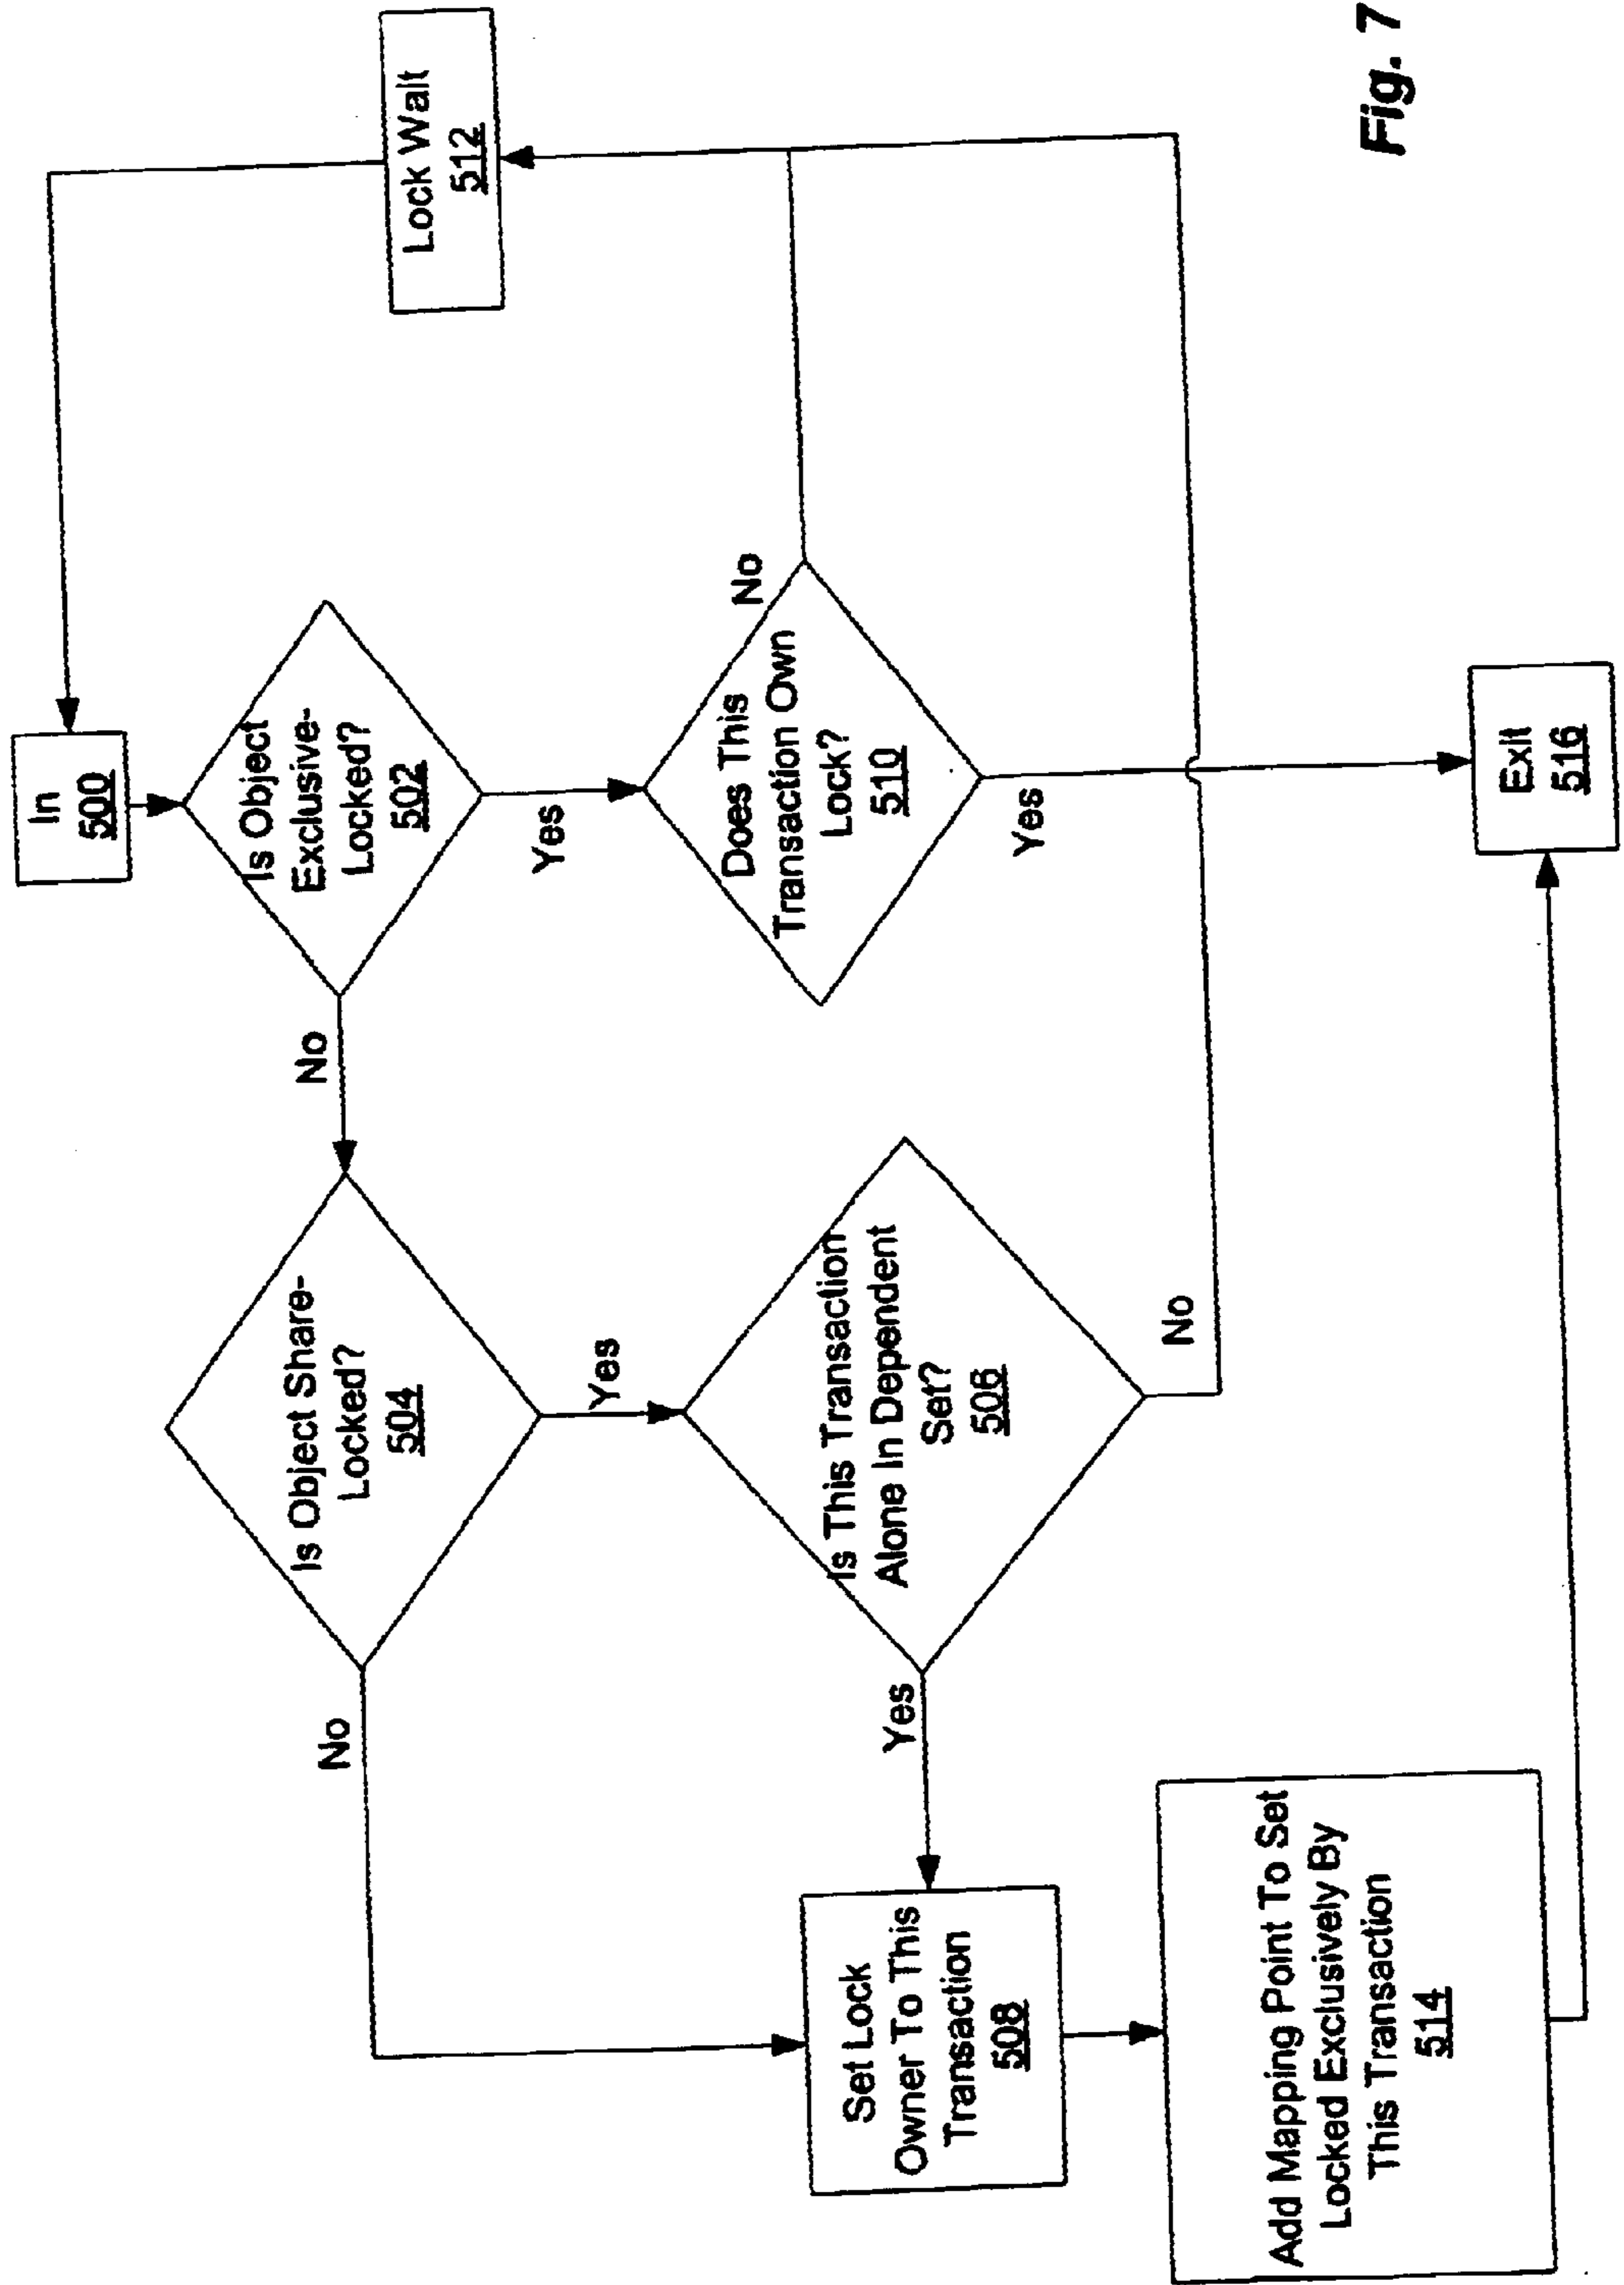 In
500
Is Object
Exclusive-
Locked?
502
No
Yes
Is Object Share-
Locked?
504
No
Yes
Does This
Transaction Own
Lock?
510
No
Yes
Lock Wait
512
Is This Transaction
Alone In Dependent
Set?
506
Yes
No
Set Lock
Owner To This
Transaction
508
Add Mapping Point To Set
Locked Exclusively By
This Transaction
514
Exit
516
Fig. 7